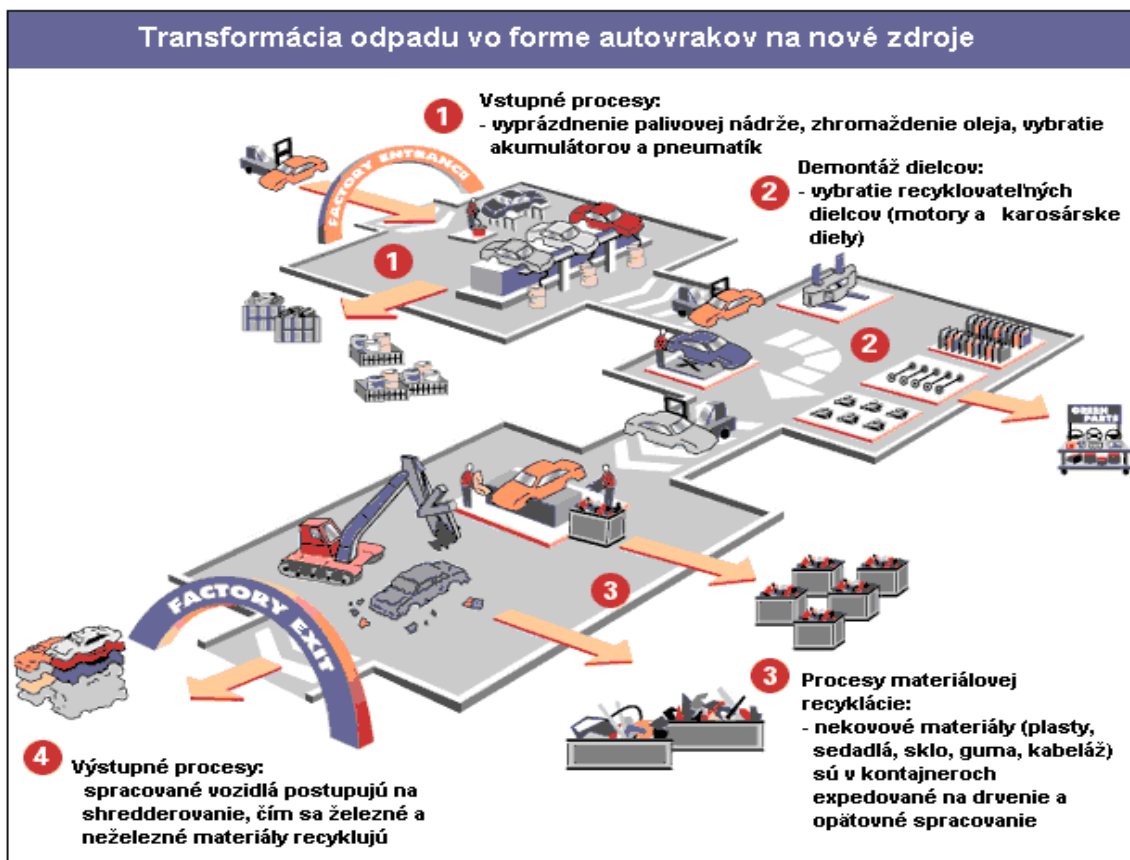 Transformácia odpadu vo forme autovrakov na nové zdroje
1
Vstupné procesy:
- vyprázdnenie palivovej nádrže, zhromaždenie oleja, vybratie
akumulátorov a pneumatík
FACTORY ENTRANCE
1
2
Demontáž dielcov:
- vybratie recyklovateľných
dielcov (motory a karosárske
diely)
2
GREEN
PARTS
3
FACTORY EXIT
3
Procesy materiálovej
recyklácie:
- nekovové materiály (plasty,
sedadlá, sklo, guma, kabeláž)
sú v kontajneroch
expedované na drvenie a
opätovné spracovanie
4
Výstupné procesy:
spracované vozidlá postupujú na
shredderovanie, čím sa železné a
neželezné materiály recyklujú